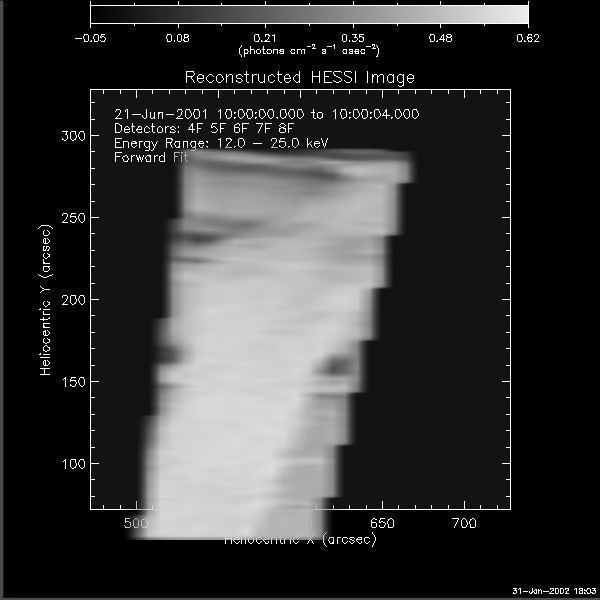 -0.05 0.08 0.21 0.35 0.48 0.62
(photons cm⁻² s⁻¹ asec⁻²)
Reconstructed HESSI Image
21-Jun-2001 10:00:00.000 to 10:00:04.000
Detectors: 4F 5F 6F 7F 8F
Energy Range: 12.0 - 25.0 keV
Forward Fit
300
250
200
150
100
Heliocentric Y (arcsec)
500 650 700
Heliocentric X (arcsec)
31-Jan-2002 18:03